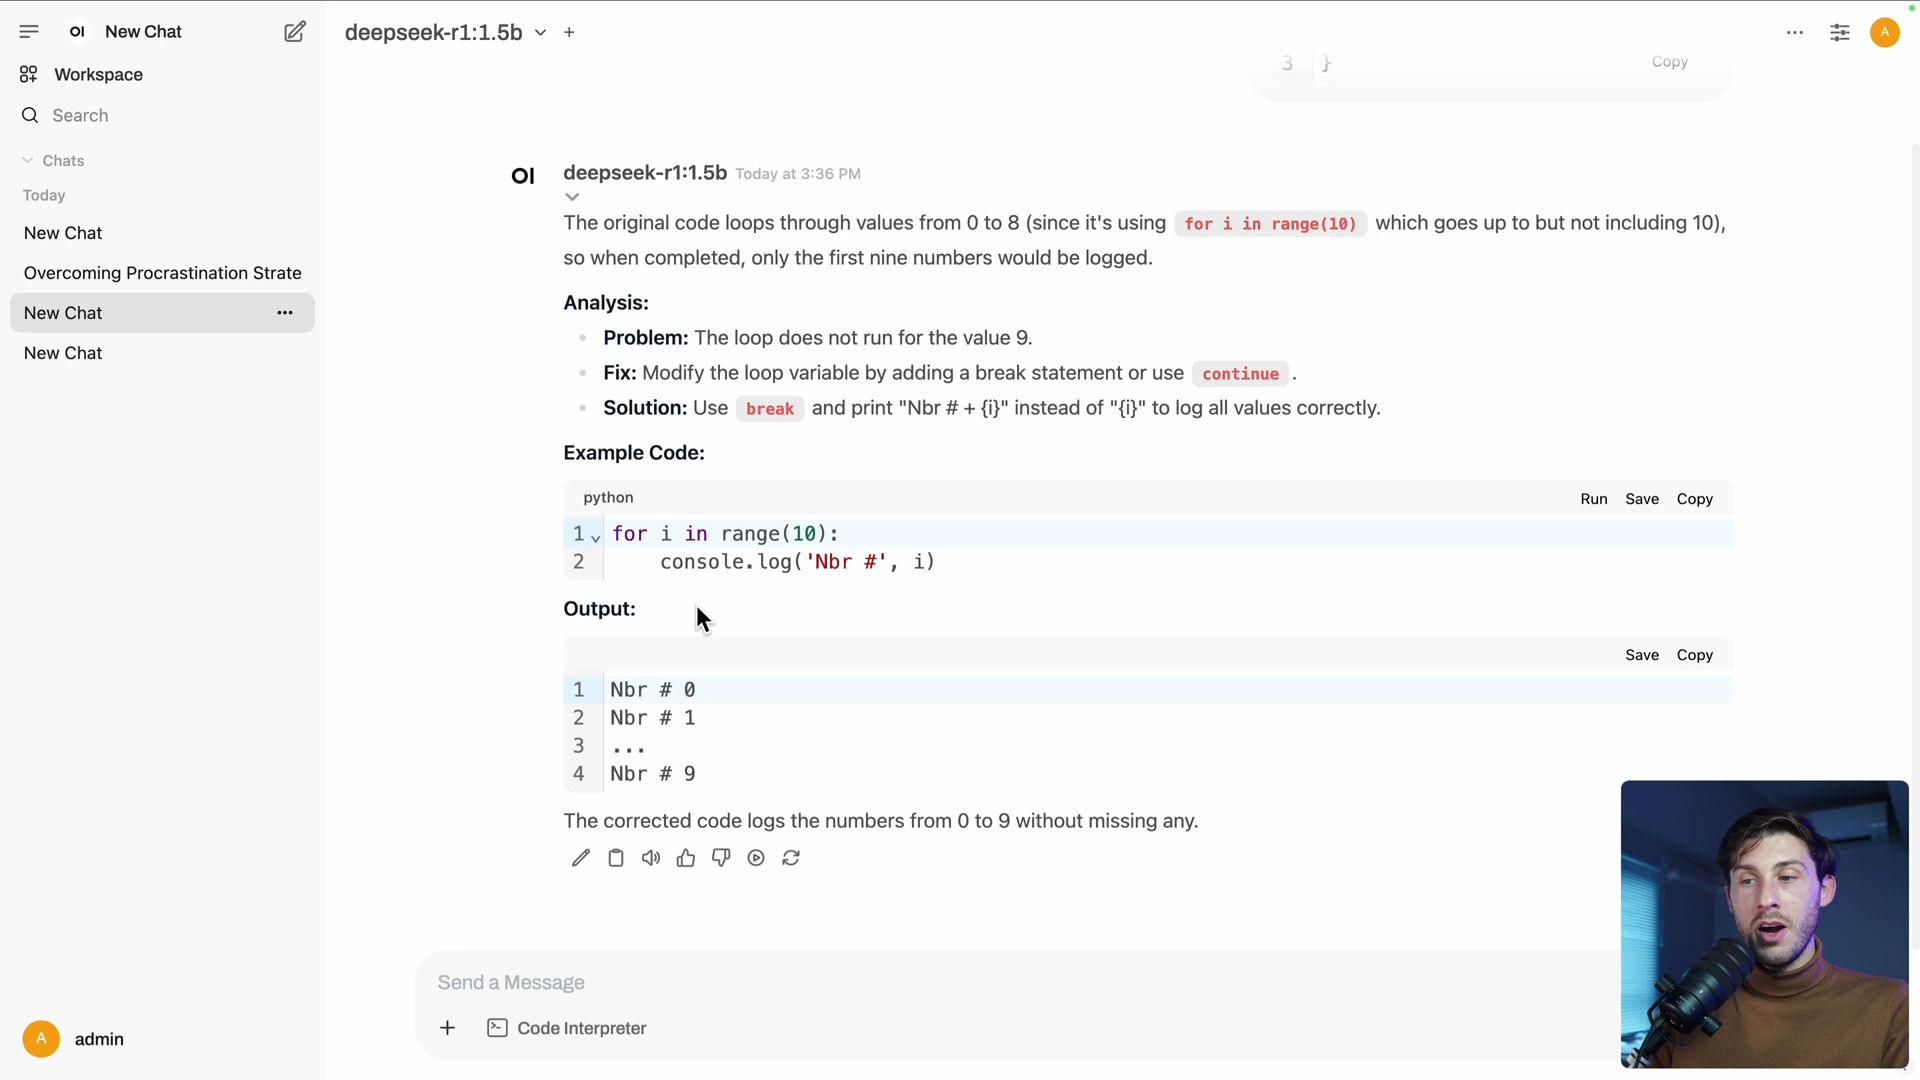 OI New Chat
Workspace
Search
Chats
Today
New Chat
Overcoming Procrastination Strate
New Chat
New Chat
A admin
deepseek-r1:1.5b
A
3 }
Copy
OI deepseek-r1:1.5b Today at 3:36 PM
The original code loops through values from 0 to 8 (since it's using for i in range(10) which goes up to but not including 10),
so when completed, only the first nine numbers would be logged.
Analysis:
Problem: The loop does not run for the value 9.
Fix: Modify the loop variable by adding a break statement or use continue .
Solution: Use break and print "Nbr # + {i}" instead of "{i}" to log all values correctly.
Example Code:
python Run Save Copy
1 for i in range(10):
2 console.log('Nbr #', i)
Output:
Save Copy
1 Nbr # 0
2 Nbr # 1
3 ...
4 Nbr # 9
The corrected code logs the numbers from 0 to 9 without missing any.
Send a Message
+ Code Interpreter